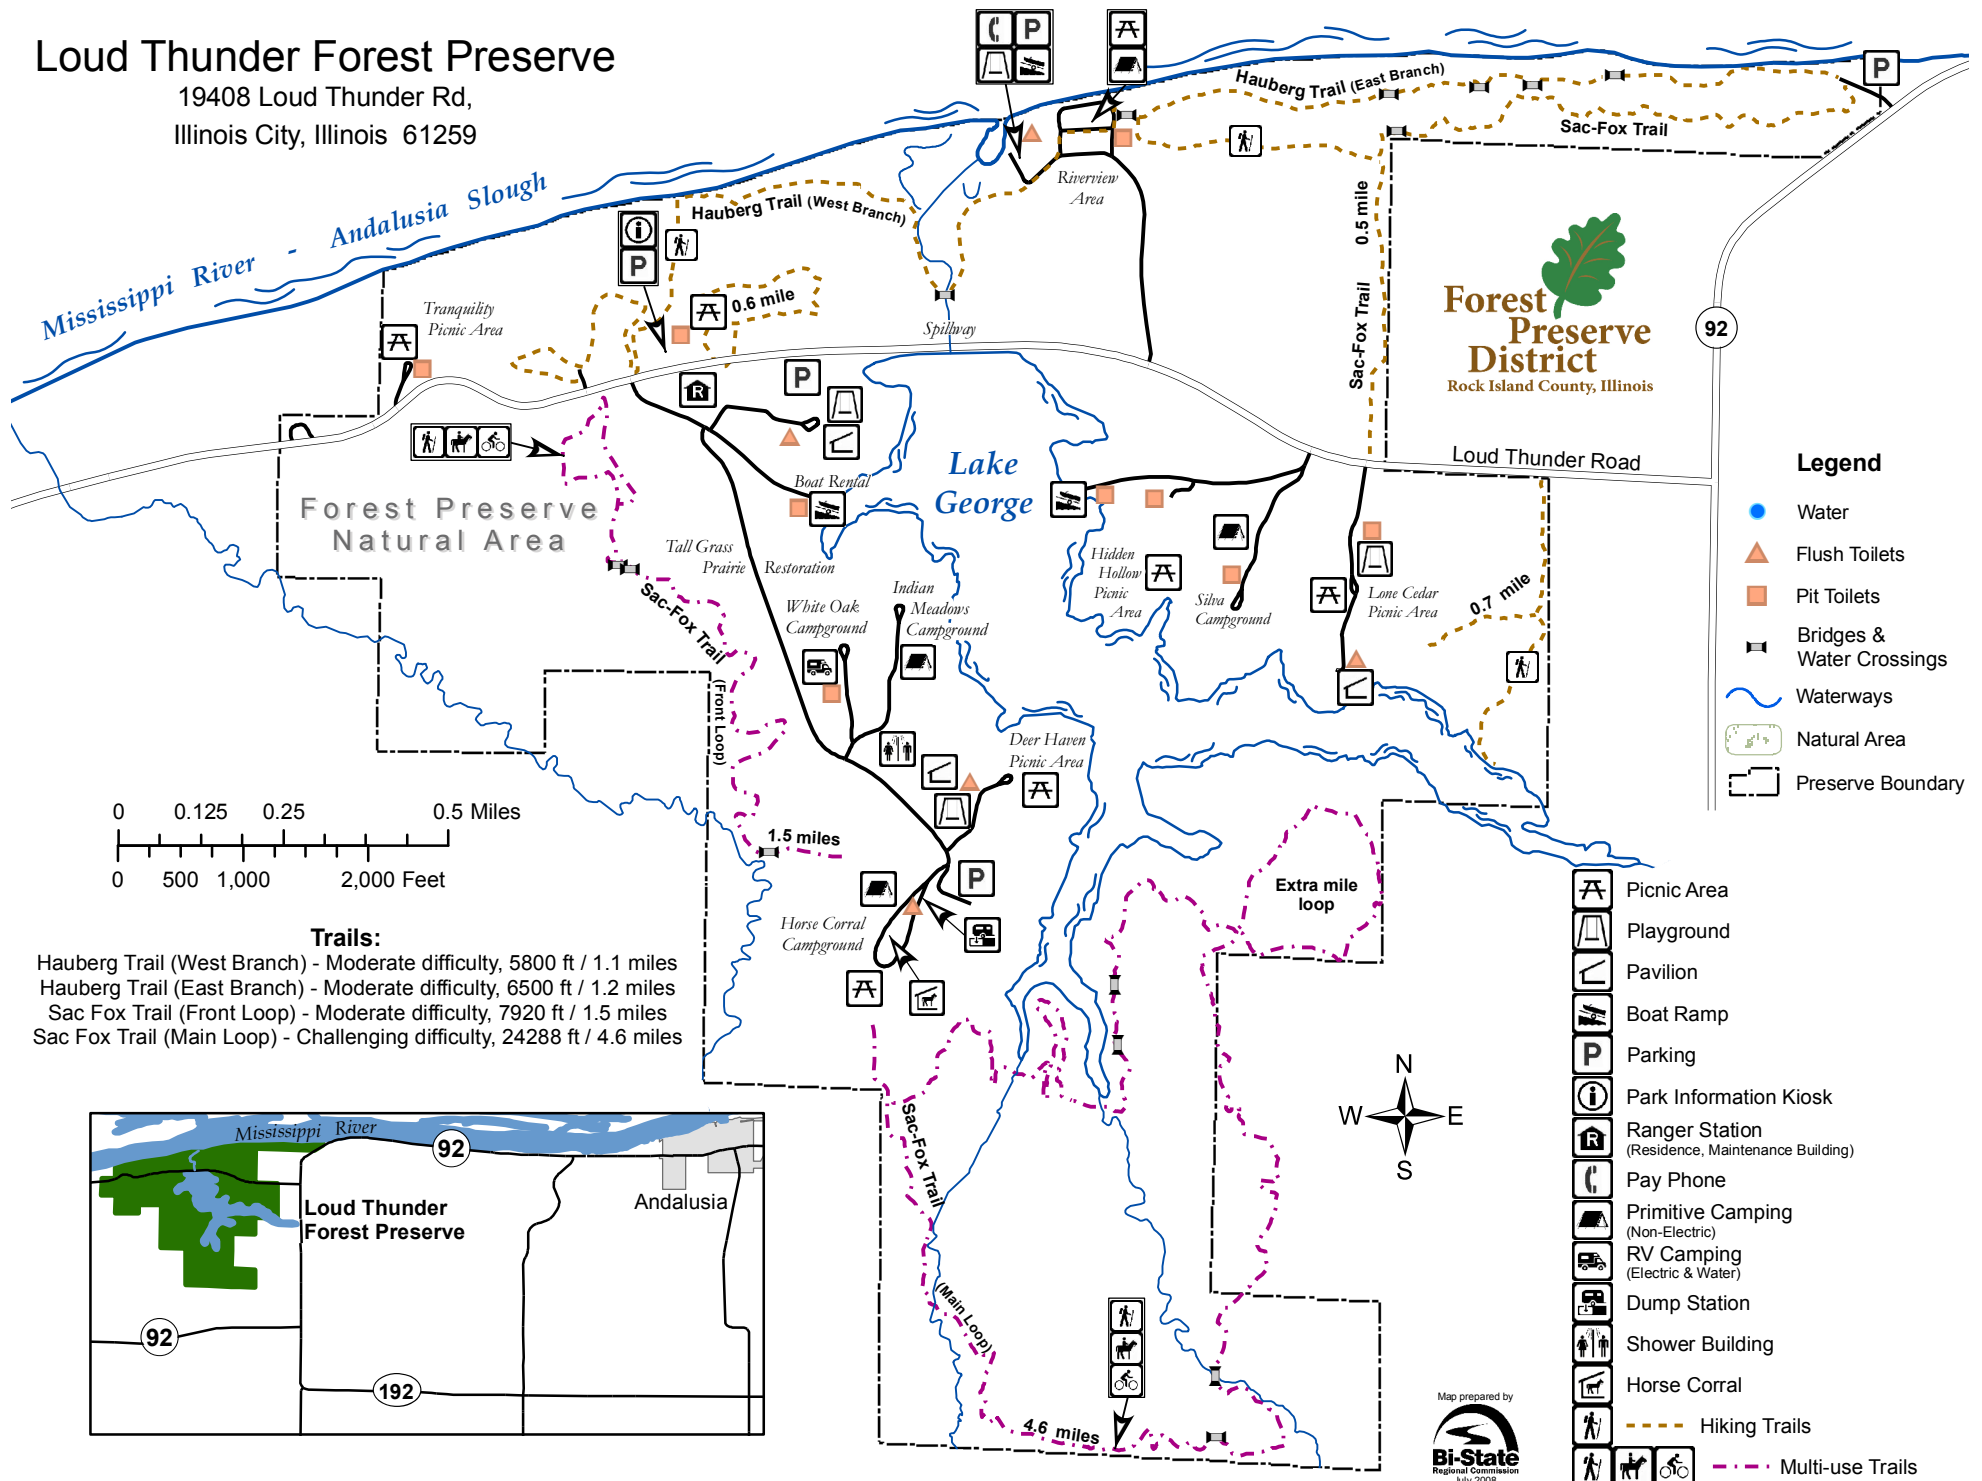 Loud Thunder Forest Preserve
19408 Loud Thunder Rd,
Illinois City, Illinois 61259
Mississippi River - Andalusia Slough
P
P
Hauberg Trail (East Branch)
Sac-Fox Trail
Riverview
Area
Hauberg Trail (West Branch)
P
0.6 mile
Tranquility
Picnic Area
Spillway
0.5 mile
Sac-Fox Trail
Forest
Preserve
District
Rock Island County, Illinois
92
R
P
Loud Thunder Road
Boat Rental
Lake
George
Forest Preserve
Natural Area
Tall Grass
Prairie Restoration
Sac-Fox Trail
(Front Loop)
White Oak
Campground
Indian
Meadows
Campground
Hidden
Hollow
Picnic
Area
Silva
Campground
Lone Cedar
Picnic Area
0.7 mile
Deer Haven
Picnic Area
1.5 miles
P
Horse Corral
Campground
Extra mile
loop
Sac-Fox Trail
(Main Loop)
4.6 miles
0 0.125 0.25 0.5 Miles
0 500 1,000 2,000 Feet
Trails:
Hauberg Trail (West Branch) - Moderate difficulty, 5800 ft / 1.1 miles
Hauberg Trail (East Branch) - Moderate difficulty, 6500 ft / 1.2 miles
Sac Fox Trail (Front Loop) - Moderate difficulty, 7920 ft / 1.5 miles
Sac Fox Trail (Main Loop) - Challenging difficulty, 24288 ft / 4.6 miles
Mississippi River
92
Andalusia
Loud Thunder
Forest Preserve
92
192
N
W E
S
Map prepared by
Bi-State
Regional Commission
July 2008
Legend
Water
Flush Toilets
Pit Toilets
Bridges &
Water Crossings
Waterways
Natural Area
Preserve Boundary
Picnic Area
Playground
Pavilion
Boat Ramp
P Parking
i Park Information Kiosk
R Ranger Station
(Residence, Maintenance Building)
Pay Phone
Primitive Camping
(Non-Electric)
RV Camping
(Electric & Water)
Dump Station
Shower Building
Horse Corral
Hiking Trails
Multi-use Trails